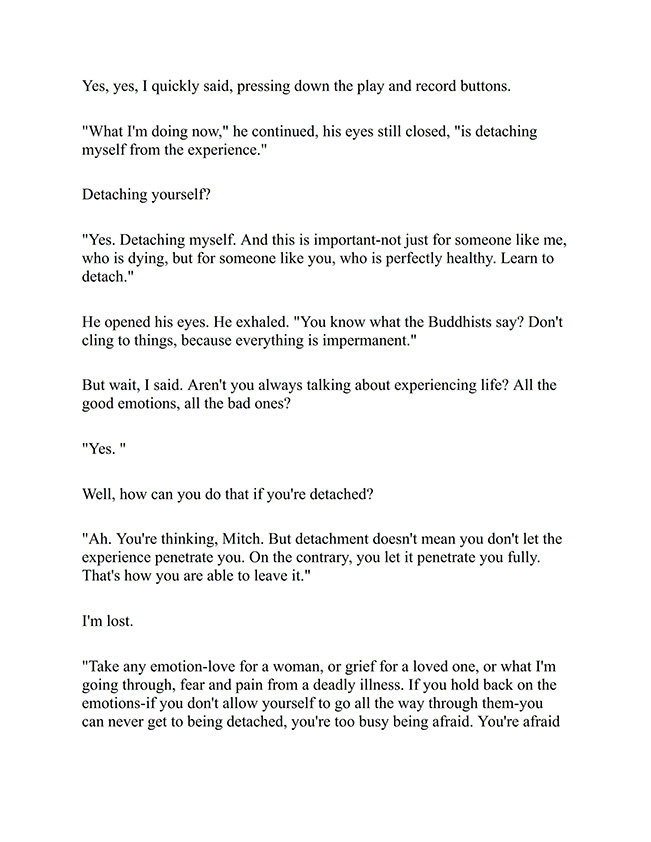 Yes, yes, I quickly said, pressing down the play and record buttons.
"What I'm doing now," he continued, his eyes still closed, "is detaching
myself from the experience."
Detaching yourself?
"Yes. Detaching myself. And this is important-not just for someone like me,
who is dying, but for someone like you, who is perfectly healthy. Learn to
detach."
He opened his eyes. He exhaled. "You know what the Buddhists say? Don't
cling to things, because everything is impermanent."
But wait, I said. Aren't you always talking about experiencing life? All the
good emotions, all the bad ones?
"Yes. "
Well, how can you do that if you're detached?
"Ah. You're thinking, Mitch. But detachment doesn't mean you don't let the
experience penetrate you. On the contrary, you let it penetrate you fully.
That's how you are able to leave it."
I'm lost.
"Take any emotion-love for a woman, or grief for a loved one, or what I'm
going through, fear and pain from a deadly illness. If you hold back on the
emotions-if you don't allow yourself to go all the way through them-you
can never get to being detached, you're too busy being afraid. You're afraid